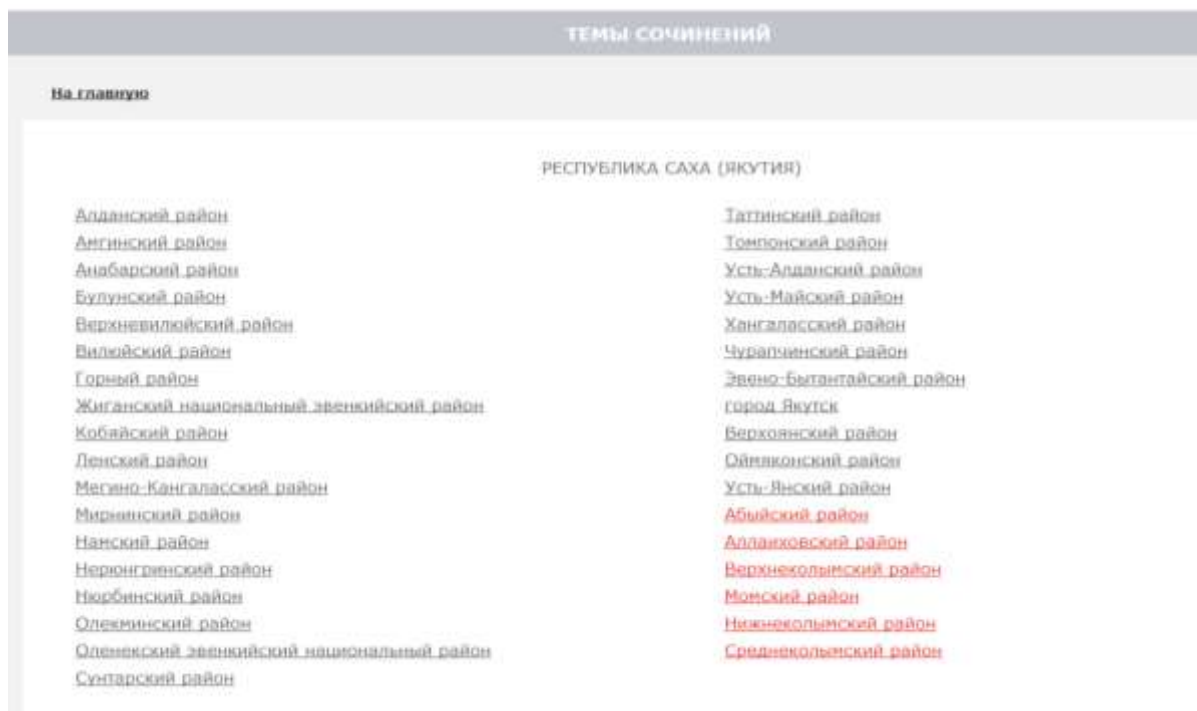 ТЕМЫ СОЧИНЕНИЙ
На главную
РЕСПУБЛИКА САХА (ЯКУТИЯ)
Алданский район
Амгинский район
Анабарский район
Булунский район
Верхневилюйский район
Вилюйский район
Горный район
Жиганский национальный эвенкийский район
Кобяйский район
Ленский район
Мегино-Кангаласский район
Мирнинский район
Намский район
Нерюнгринский район
Нюрбинский район
Олекминский район
Оленекский эвенкийский национальный район
Сунтарский район
Таттинский район
Томпонский район
Усть-Алданский район
Усть-Майский район
Хангаласский район
Чурапчинский район
Эвено-Бытантайский район
город Якутск
Верхоянский район
Оймяконский район
Усть-Янский район
Абыйский район
Аллаиховский район
Верхнеколымский район
Момский район
Нижнеколымский район
Среднеколымский район